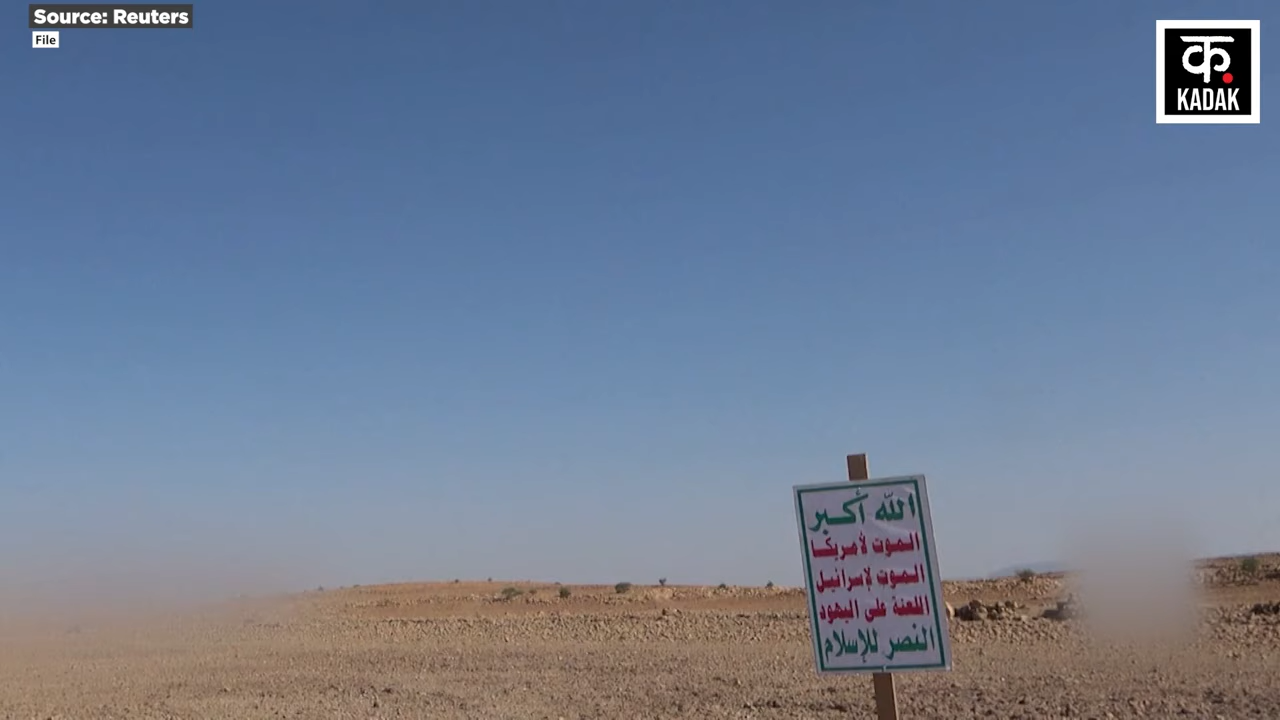 Source: Reuters
File
क.
KADAK
الله أكبر
الموت لأمريكا
الموت لإسرائيل
اللعنة على اليهود
النصر للإسلام